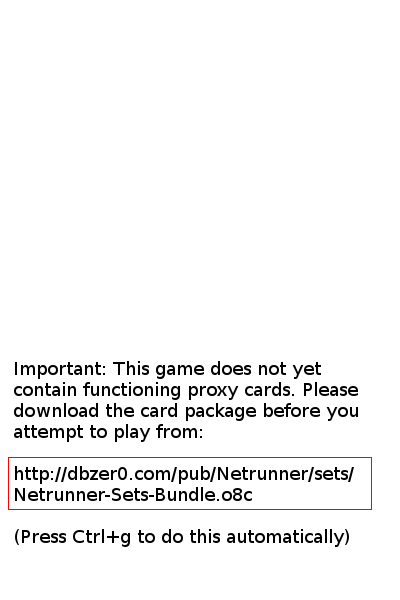 Important: This game does not yet
contain functioning proxy cards. Please
download the card package before you
attempt to play from:
http://dbzer0.com/pub/Netrunner/sets/
Netrunner-Sets-Bundle.o8c
(Press Ctrl+g to do this automatically)